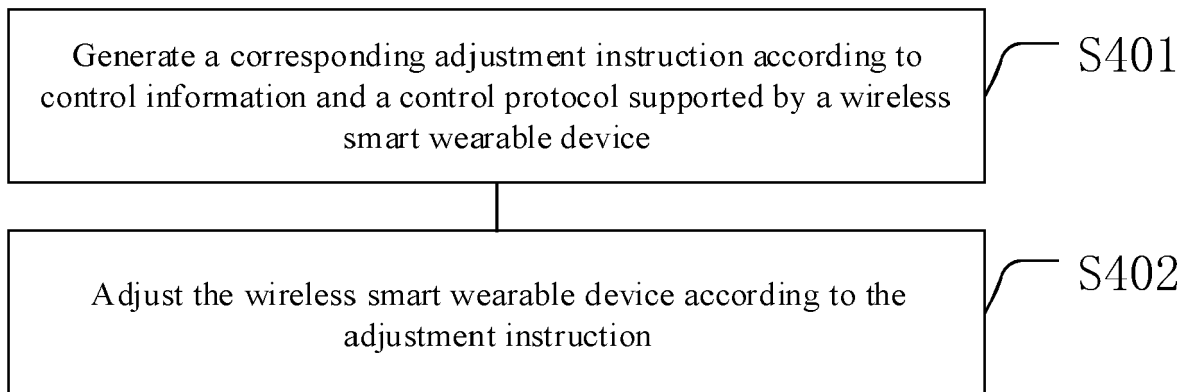 Generate a corresponding adjustment instruction according to
control information and a control protocol supported by a wireless
smart wearable device
S401
Adjust the wireless smart wearable device according to the
adjustment instruction
S402